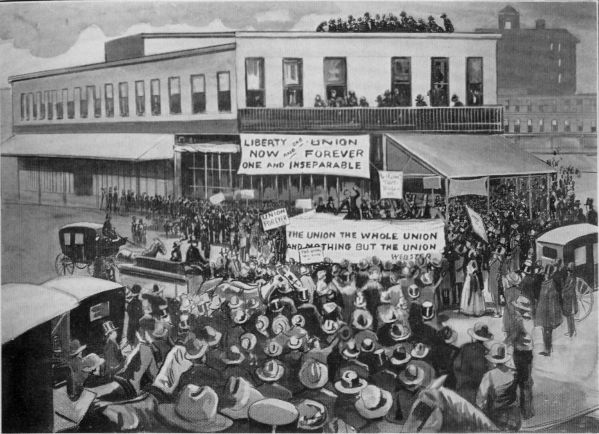 LIBERTY AND UNION
NOW AND FOREVER
ONE AND INSEPARABLE
UNION
FOREVER
THE UNION THE WHOLE UNION
AND NOTHING BUT THE UNION
WEBSTER